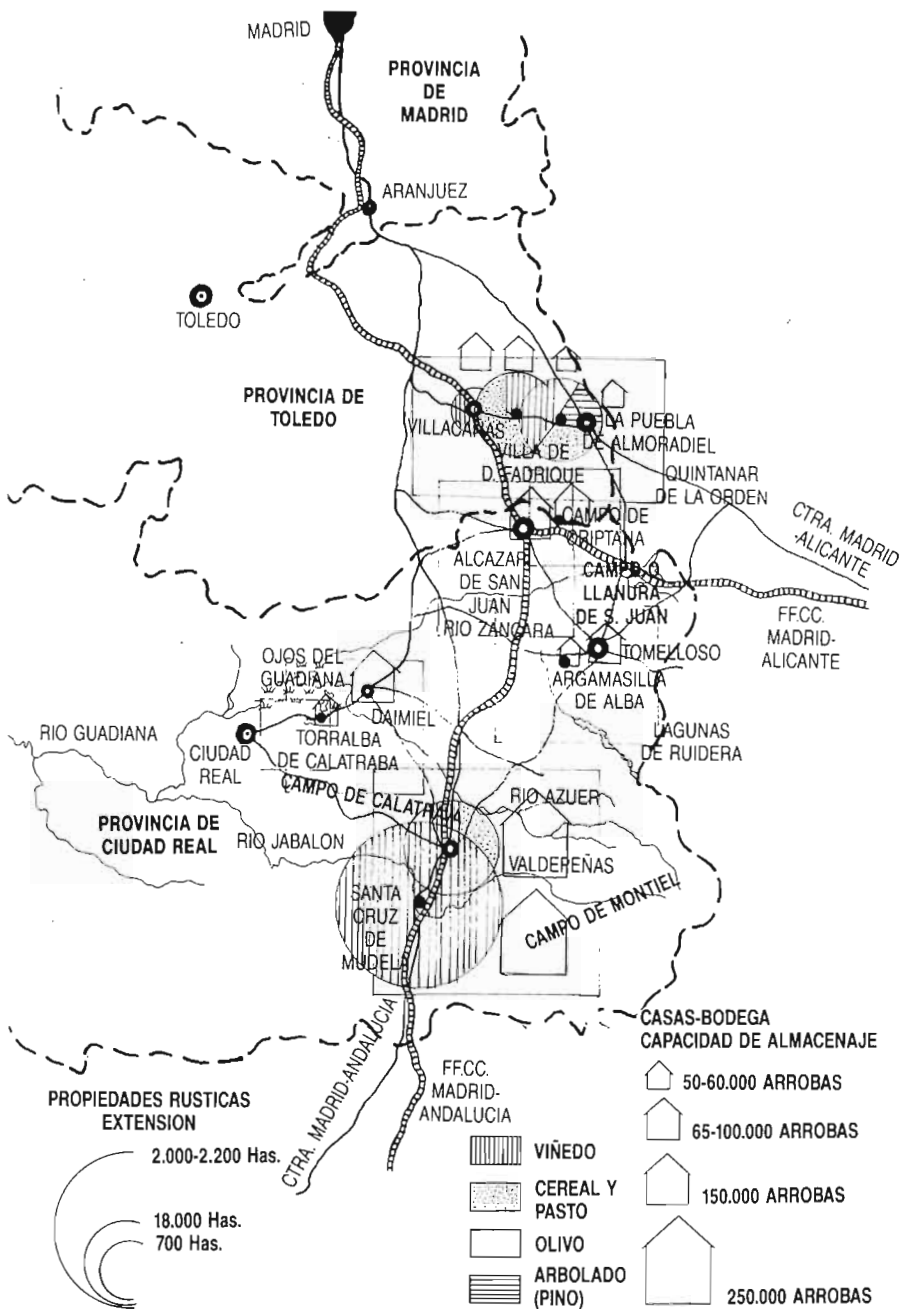 MADRID
PROVINCIA
DE
MADRID
ARANJUEZ
TOLEDO
PROVINCIA DE
TOLEDO
VILLACAÑAS
LA PUEBLA
DE ALMORADIEL
VILLA DE
D. FADRIQUE
QUINTANAR
DE LA ORDEN
CTRA. MADRID
-ALICANTE
CAMPO DE
CRIPTANA
ALCAZAR
DE SAN
JUAN
CAMPO O
LLANURA
DE S. JUAN
FF.CC.
MADRID-
ALICANTE
RIO ZANCARA
TOMELLOSO
OJOS DEL
GUADIANA
ARGAMASILLA
DE ALBA
DAIMIEL
LAGUNAS
DE RUIDERA
RIO GUADIANA
CIUDAD
REAL
TORRALBA
DE CALATRABA
L
CAMPO DE CALATRAVA
RIO AZUER
PROVINCIA DE
CIUDAD REAL
RIO JABALON
VALDEPEÑAS
SANTA
CRUZ
DE
MUDEL
CAMPO DE MONTIEL
CTRA. MADRID-ANDALUCIA
FF.CC.
MADRID-
ANDALUCIA
PROPIEDADES RUSTICAS
EXTENSION
2.000-2.200 Has.
18.000 Has.
700 Has.
VIÑEDO
CEREAL Y
PASTO
OLIVO
ARBOLADO
(PINO)
CASAS-BODEGA
CAPACIDAD DE ALMACENAJE
50-60.000 ARROBAS
65-100.000 ARROBAS
150.000 ARROBAS
250.000 ARROBAS